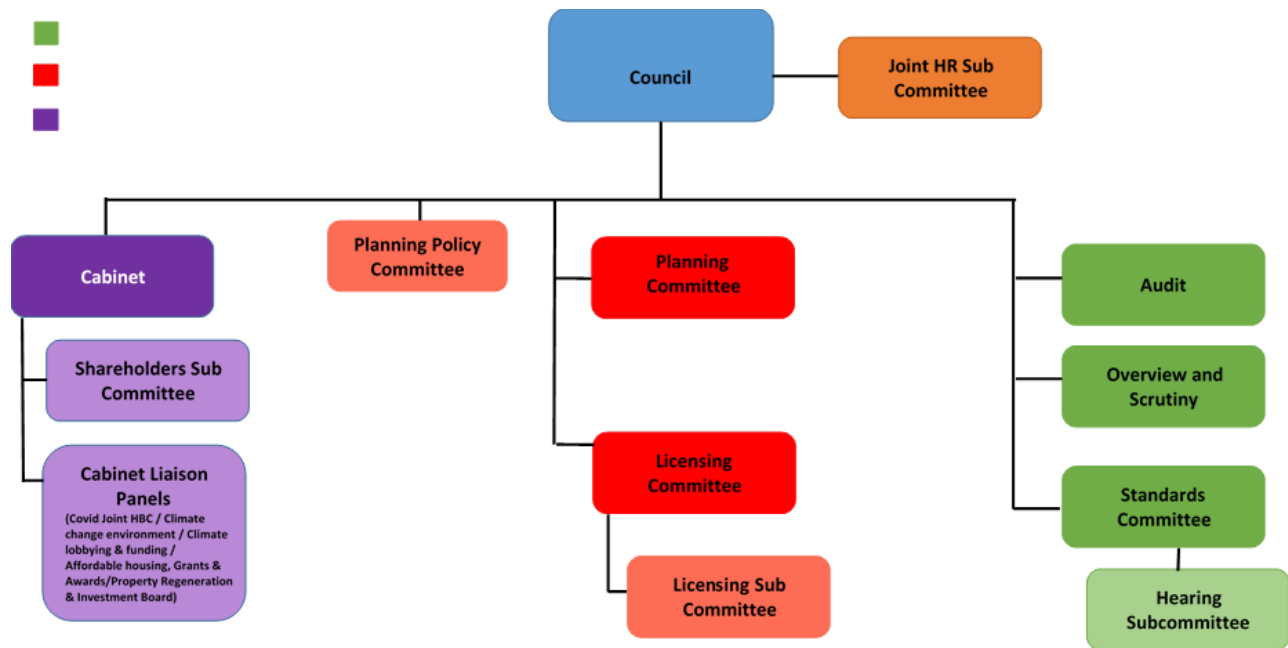 Council
Joint HR Sub
Committee
Cabinet
Planning Policy
Committee
Planning
Committee
Audit
Shareholders Sub
Committee
Overview and
Scrutiny
Cabinet Liaison
Panels
(Covid Joint HBC / Climate
change environment / Climate
lobbying & funding /
Affordable housing, Grants &
Awards/Property Regeneration
& Investment Board)
Licensing
Committee
Standards
Committee
Licensing Sub
Committee
Hearing
Subcommittee